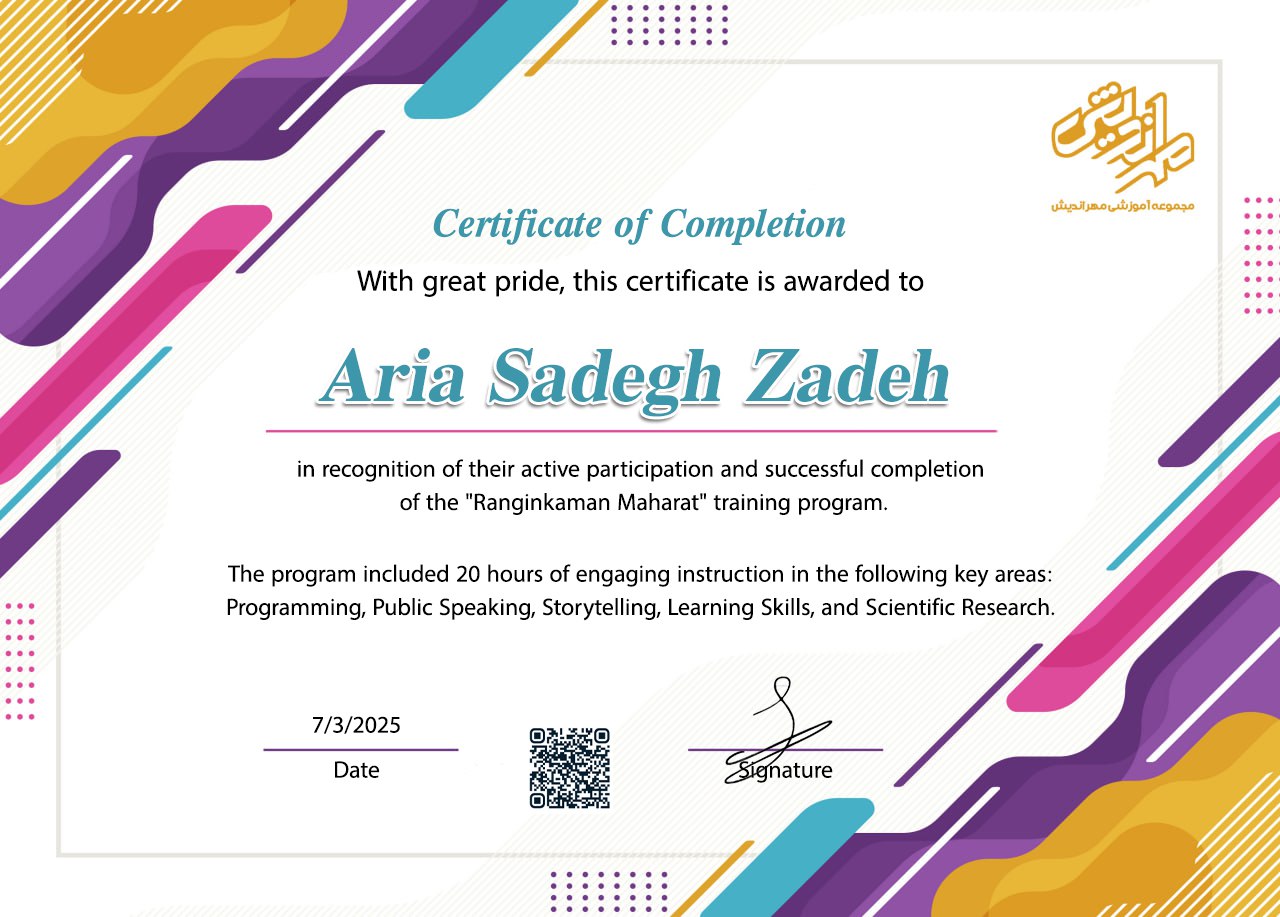 مهراندیش
مجموعه آموزشی مهراندیش
Certificate of Completion
With great pride, this certificate is awarded to
Aria Sadegh Zadeh
in recognition of their active participation and successful completion
of the "Ranginkaman Maharat" training program.
The program included 20 hours of engaging instruction in the following key areas:
Programming, Public Speaking, Storytelling, Learning Skills, and Scientific Research.
7/3/2025
Date
Signature